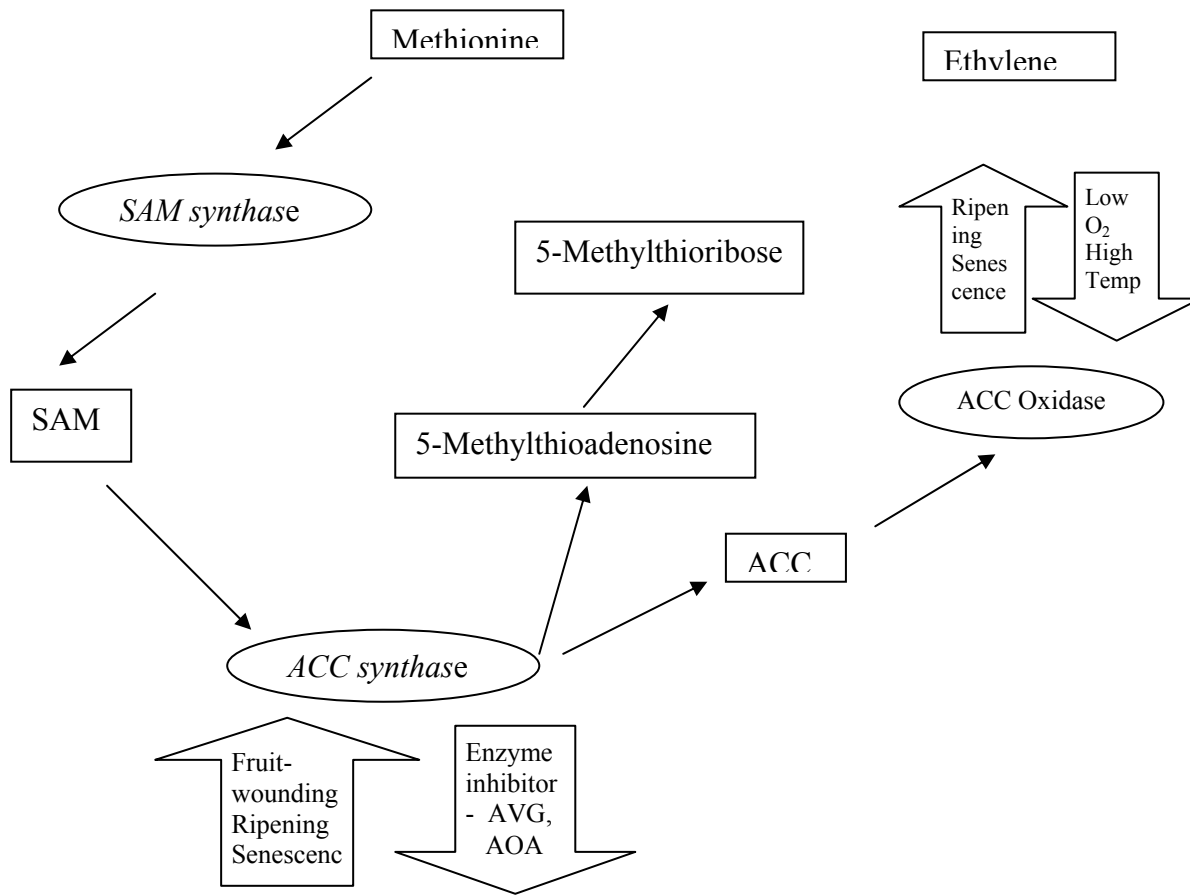 Methionine
Ethylene
SAM synthase
5-Methylthioribose
Ripen
ing
Senes
cence
Low
O₂
High
Temp
SAM
5-Methylthioadenosine
ACC Oxidase
ACC
ACC synthase
Fruit-
wounding
Ripening
Senescenc
Enzyme
inhibitor
- AVG,
AOA